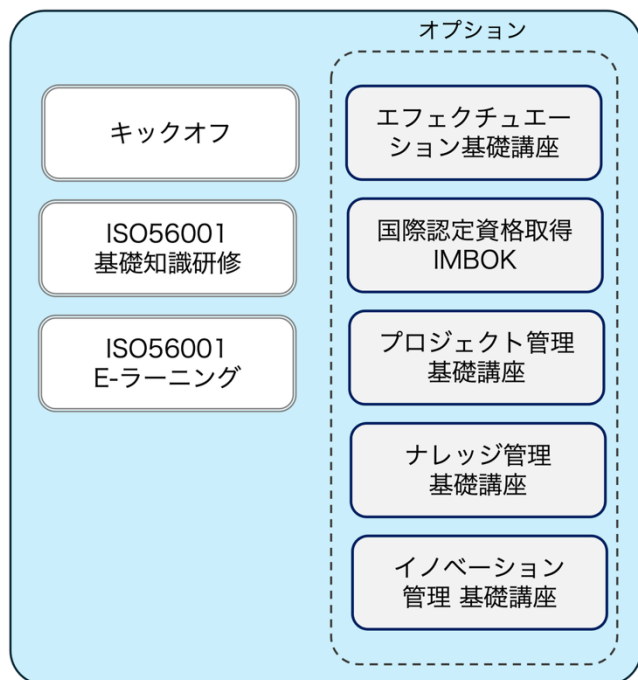 キックオフ
ISO56001
基礎知識研修
ISO56001
E-ラーニング
オプション
エフェクチュエー
ション基礎講座
国際認定資格取得
IMBOK
プロジェクト管理
基礎講座
ナレッジ管理
基礎講座
イノベーション
管理 基礎講座